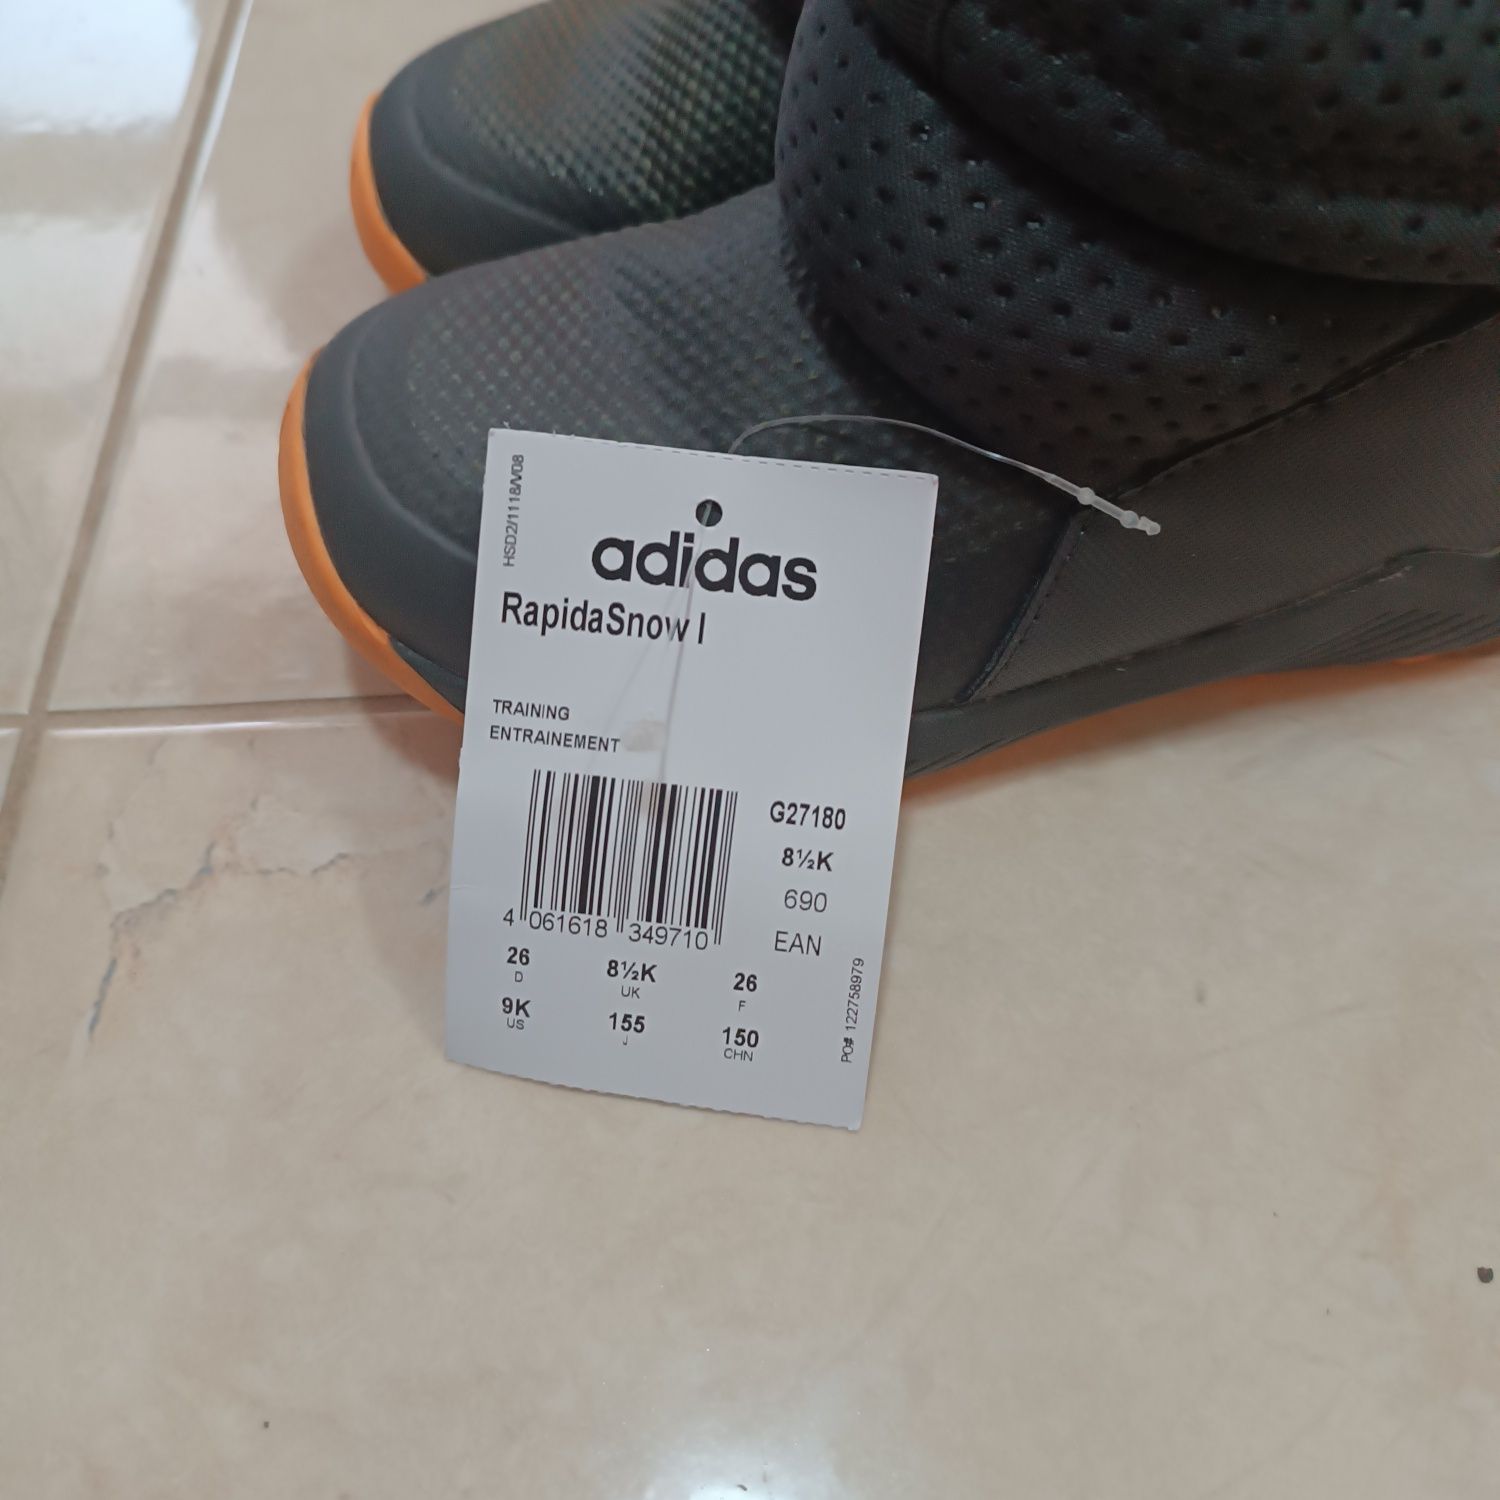 HSD2/1118/V08
adidas
RapidaSnow I
TRAINING
ENTRAINEMENT
G27180
8½K
690
EAN
4 061618 349710
26 8½K 26
D UK F
9K 155 150
US J CHN
PO# 122758979